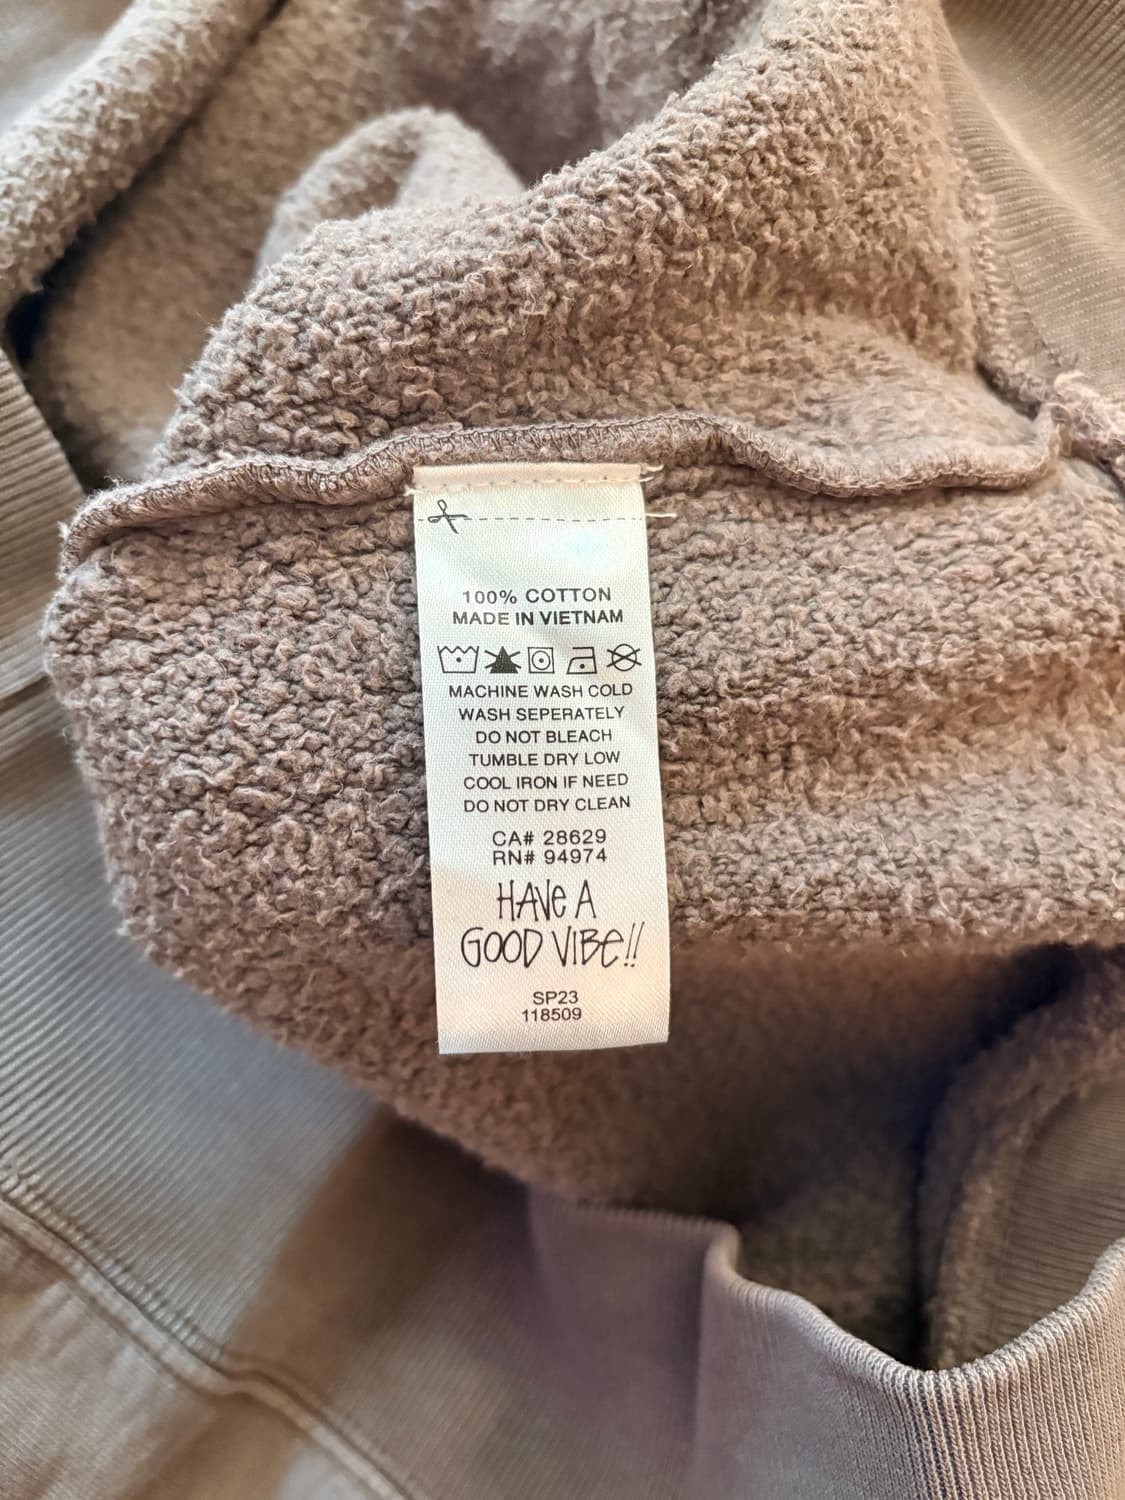 100% COTTON
MADE IN VIETNAM
MACHINE WASH COLD
WASH SEPERATELY
DO NOT BLEACH
TUMBLE DRY LOW
COOL IRON IF NEED
DO NOT DRY CLEAN
CA# 28629
RN# 94974
HAVe A
GOOD VIBe!!
SP23
118509